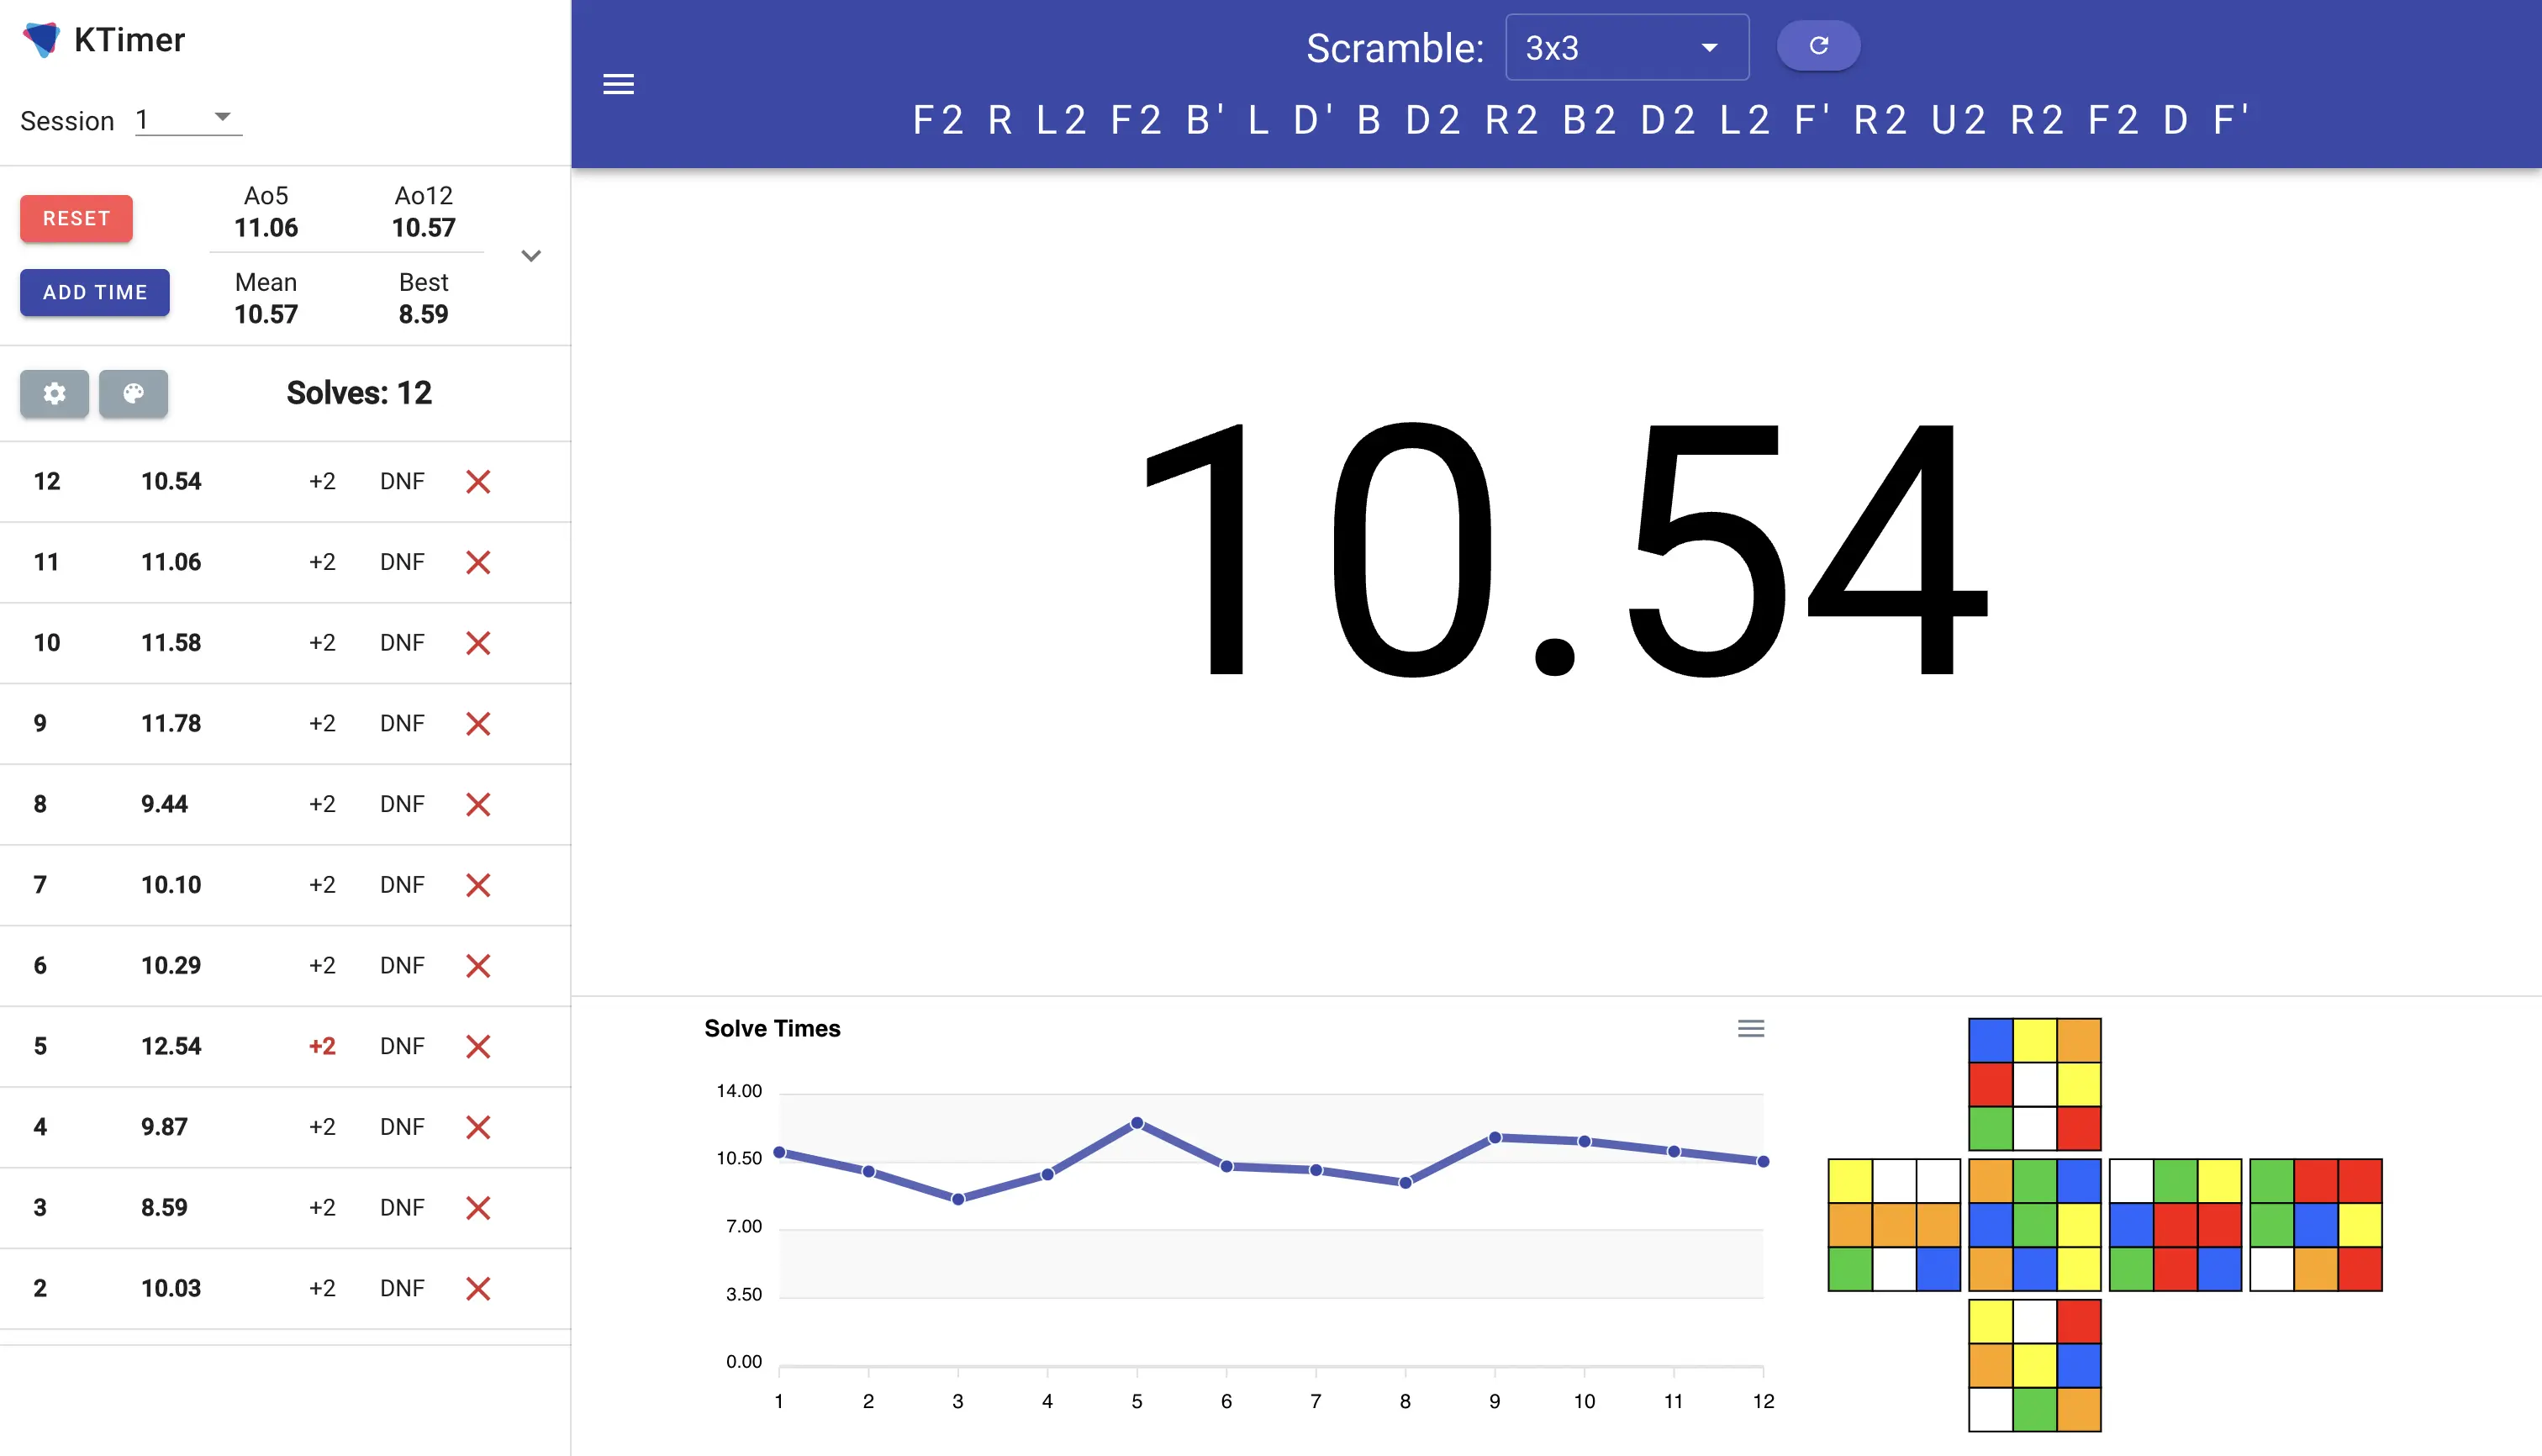 KTimer
Session 1
RESET
ADD TIME
Ao5 Ao12
11.06 10.57
Mean Best
10.57 8.59
Solves: 12
12 10.54 +2 DNF
11 11.06 +2 DNF
10 11.58 +2 DNF
9 11.78 +2 DNF
8 9.44 +2 DNF
7 10.10 +2 DNF
6 10.29 +2 DNF
5 12.54 +2 DNF
4 9.87 +2 DNF
3 8.59 +2 DNF
2 10.03 +2 DNF
Scramble: 3x3
F2 R L2 F2 B' L D' B D2 R2 B2 D2 L2 F' R2 U2 R2 F2 D F'
10.54
Solve Times
14.00
10.50
7.00
3.50
0.00
1 2 3 4 5 6 7 8 9 10 11 12